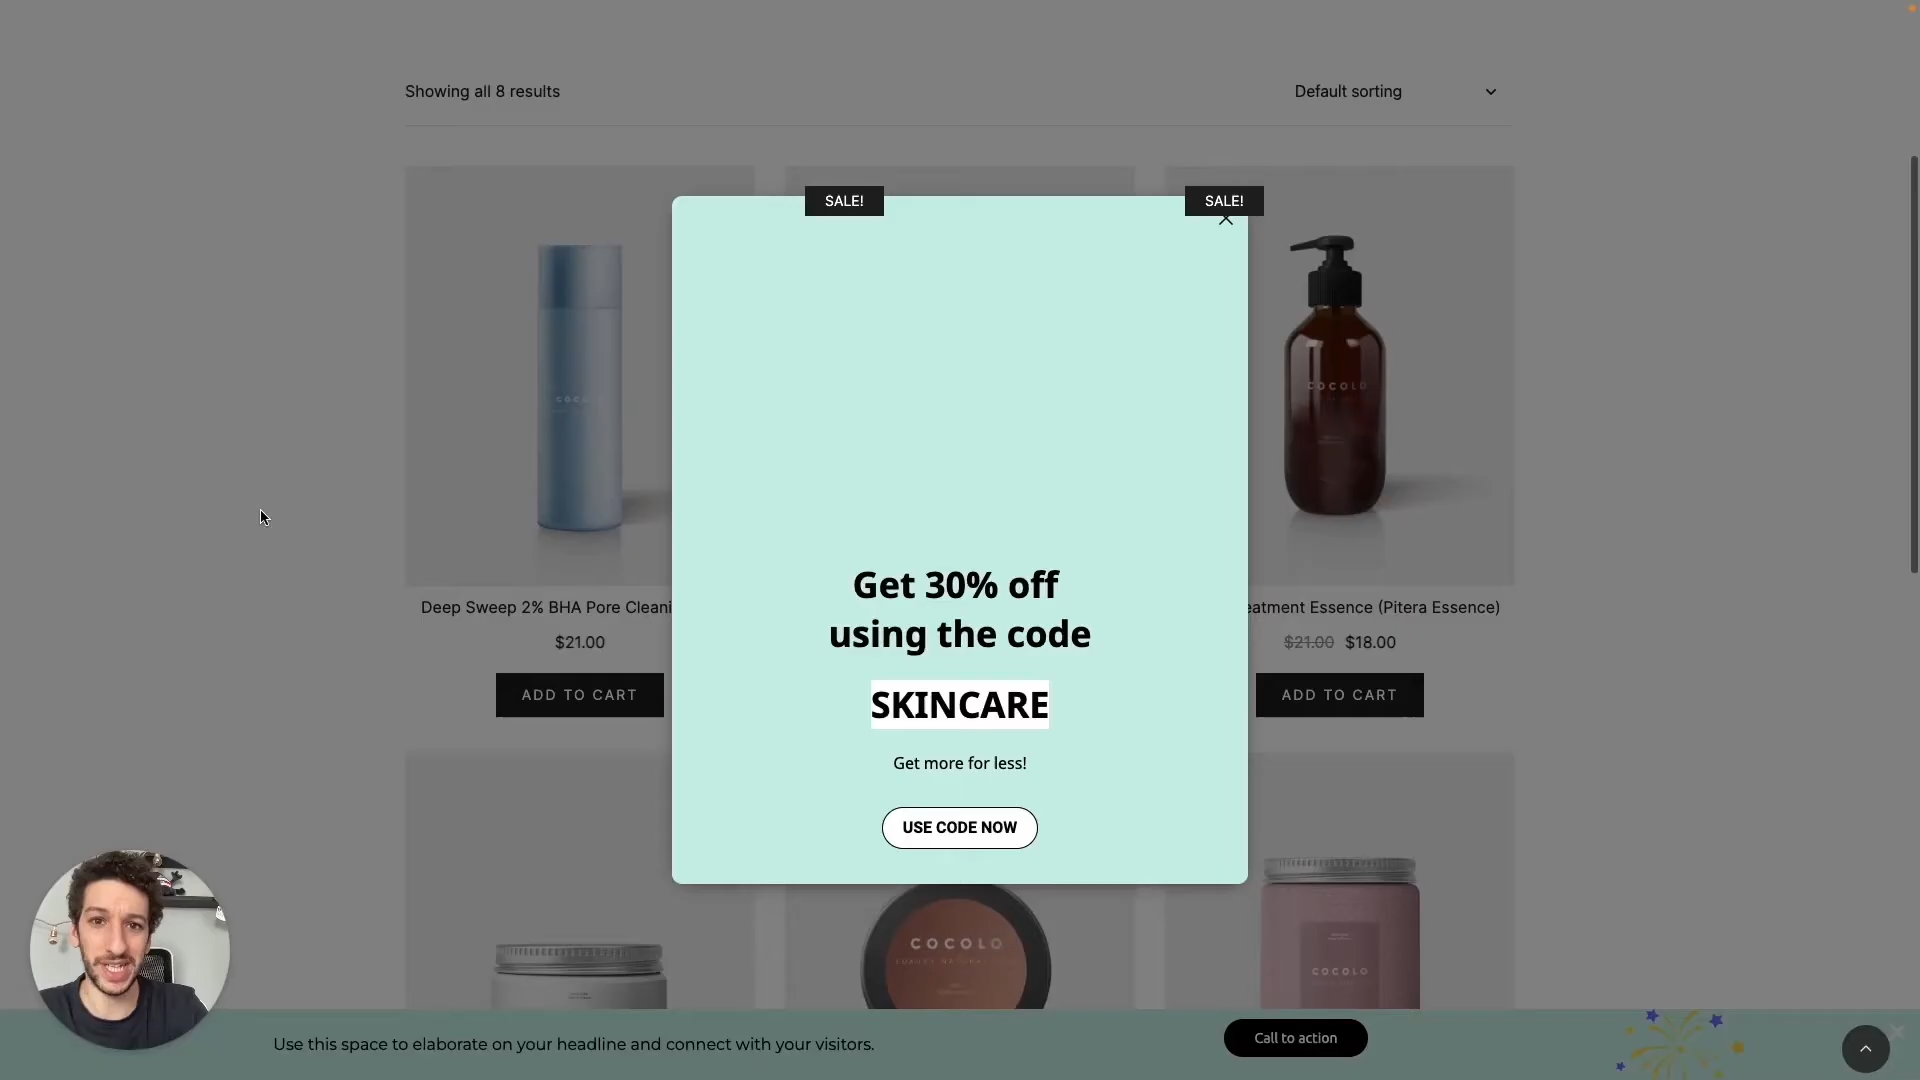 Showing all 8 results
Default sorting
SALE!
SALE!
COCOLO
Get 30% off
using the code
SKINCARE
Get more for less!
USE CODE NOW
Deep Sweep 2% BHA Pore Cleani
$21.00
ADD TO CART
eatment Essence (Pitera Essence)
$21.00 $18.00
ADD TO CART
COCOLO
COCOLO
Use this space to elaborate on your headline and connect with your visitors.
Call to action